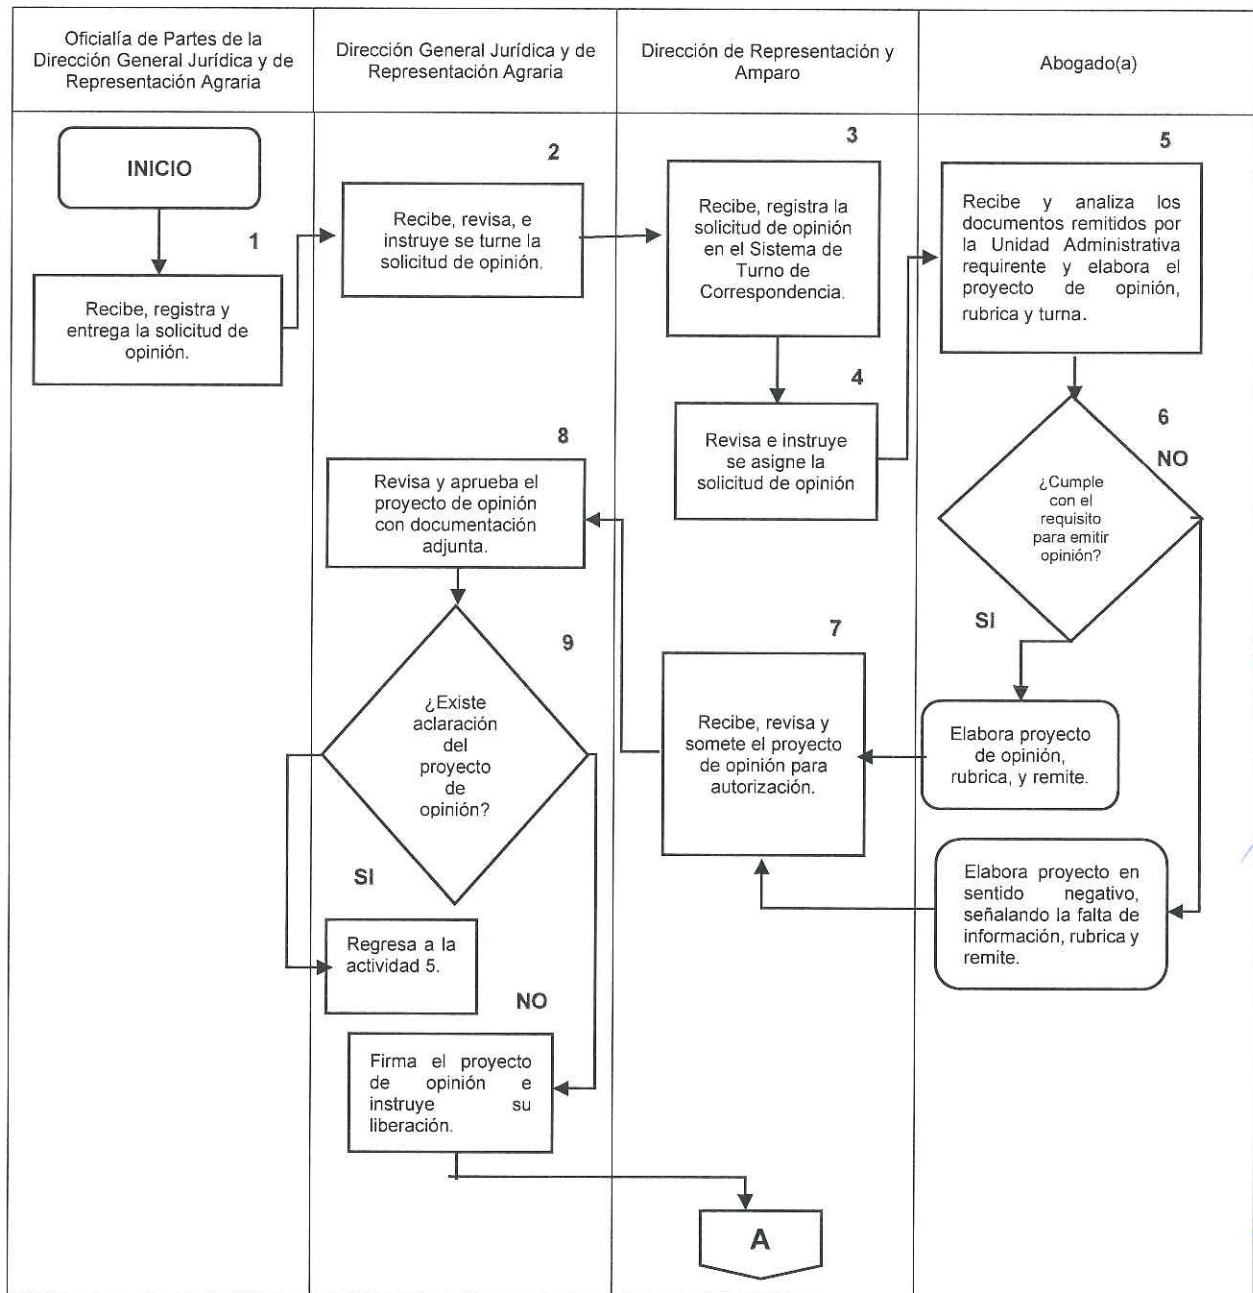 Oficialía de Partes de la
Dirección General Jurídica y de
Representación Agraria
Dirección General Jurídica y de
Representación Agraria
Dirección de Representación y
Amparo
Abogado(a)
INICIO
1
Recibe, registra y
entrega la solicitud de
opinión.
2
Recibe, revisa, e
instruye se turne la
solicitud de opinión.
3
Recibe, registra la
solicitud de opinión
en el Sistema de
Turno de
Correspondencia.
4
Revisa e instruye
se asigne la
solicitud de opinión
5
Recibe y analiza los
documentos remitidos por
la Unidad Administrativa
requirente y elabora el
proyecto de opinión,
rubrica y turna.
6
NO
¿Cumple
con el
requisito
para emitir
opinión?
SI
Elabora proyecto
de opinión,
rubrica, y remite.
Elabora proyecto en
sentido negativo,
señalando la falta de
información, rubrica y
remite.
7
Recibe, revisa y
somete el proyecto
de opinión para
autorización.
8
Revisa y aprueba el
proyecto de opinión
con documentación
adjunta.
9
¿Existe
aclaración
del
proyecto
de
opinión?
SI
Regresa a la
actividad 5.
NO
Firma el proyecto
de opinión e
instruye su
liberación.
A